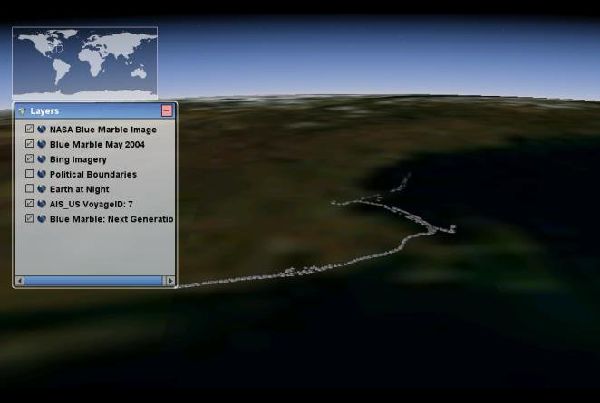 Layers
NASA Blue Marble Image
Blue Marble May 2004
Bing Imagery
Political Boundaries
Earth at Night
AIS_US VoyageID: 7
Blue Marble: Next Generatio